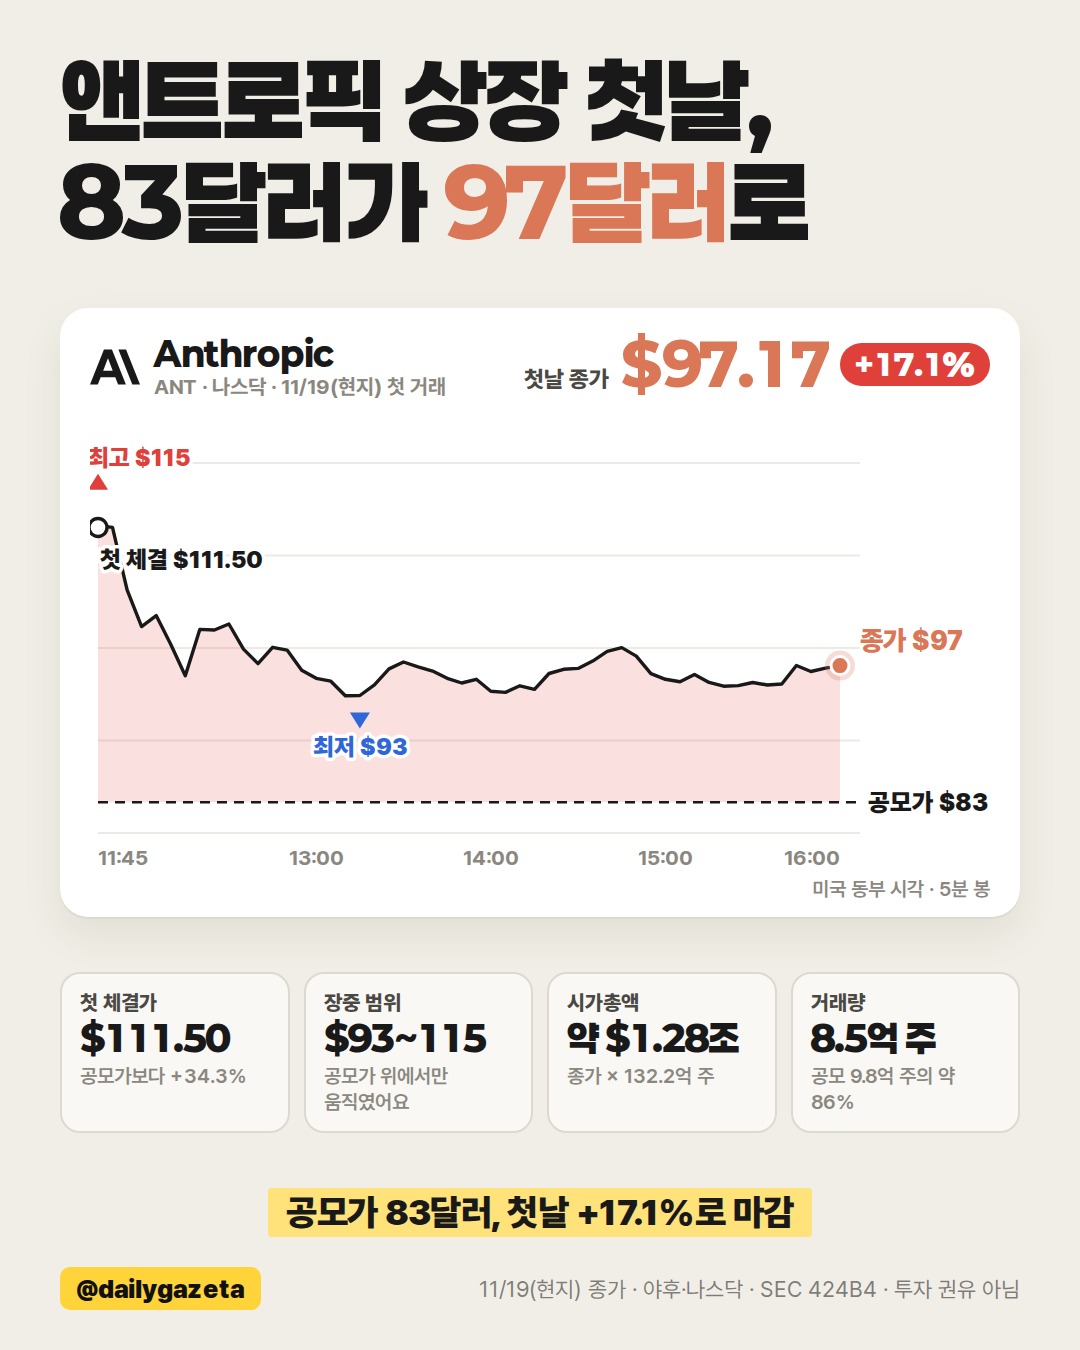 앤트로픽 상장 첫날,
83달러가 97달러로
Anthropic
ANT · 나스닥 · 11/19(현지) 첫 거래
첫날 종가 $97.17 +17.1%
최고 $115
첫 체결 $111.50
종가 $97
최저 $93
공모가 $83
11:45 13:00 14:00 15:00 16:00
미국 동부 시각 · 5분 봉
첫 체결가
$111.50
공모가보다 +34.3%
장중 범위
$93~115
공모가 위에서만
움직였어요
시가총액
약 $1.28조
종가 × 132.2억 주
거래량
8.5억 주
공모 9.8억 주의 약
86%
공모가 83달러, 첫날 +17.1%로 마감
@dailygazeta
11/19(현지) 종가 · 야후·나스닥 · SEC 424B4 · 투자 권유 아님